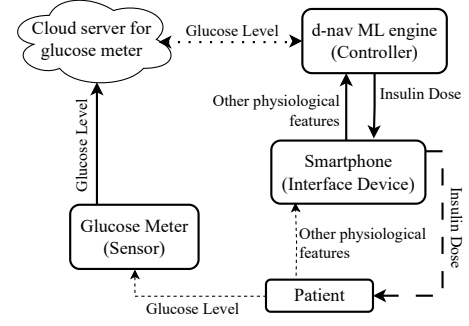 Cloud server for
glucose meter
Glucose Level
d-nav ML engine
(Controller)
Other physiological
features
Insulin Dose
Glucose Level
Smartphone
(Interface Device)
Glucose Meter
(Sensor)
Other physiological
features
Insulin Dose
Glucose Level
Patient